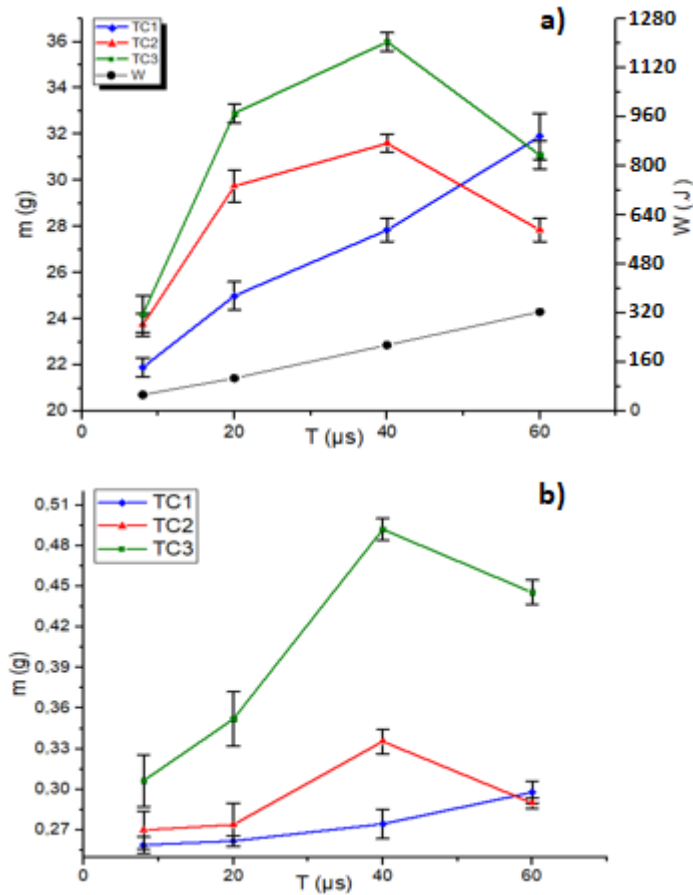 a)
TC1
TC2
TC3
W
36
34
32
30
28
26
24
22
20
m (g)
0
20
40
60
T (µs)
1280
1120
960
800
640
480
320
160
0
W ( J )
b)
TC1
TC2
TC3
0,51
0,48
0,45
0,42
0,39
0,36
0,33
0,30
0,27
m (g)
0
20
40
60
T (µs)